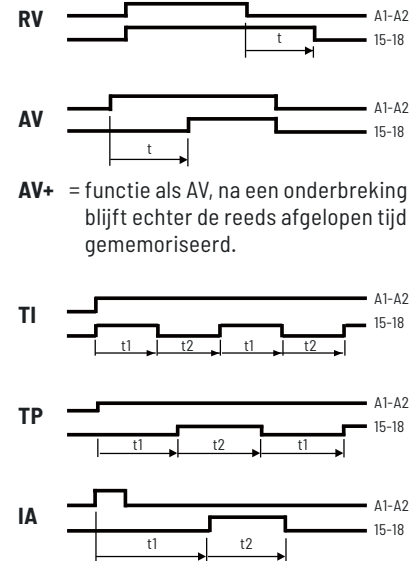 RV
A1-A2
15-18
t
AV
A1-A2
15-18
t
AV+ = functie als AV, na een onderbreking
blijft echter de reeds afgelopen tijd
gememoriseerd.
TI
A1-A2
15-18
t1 t2 t1 t2
TP
A1-A2
15-18
t1 t2 t1
IA
A1-A2
15-18
t1 t2